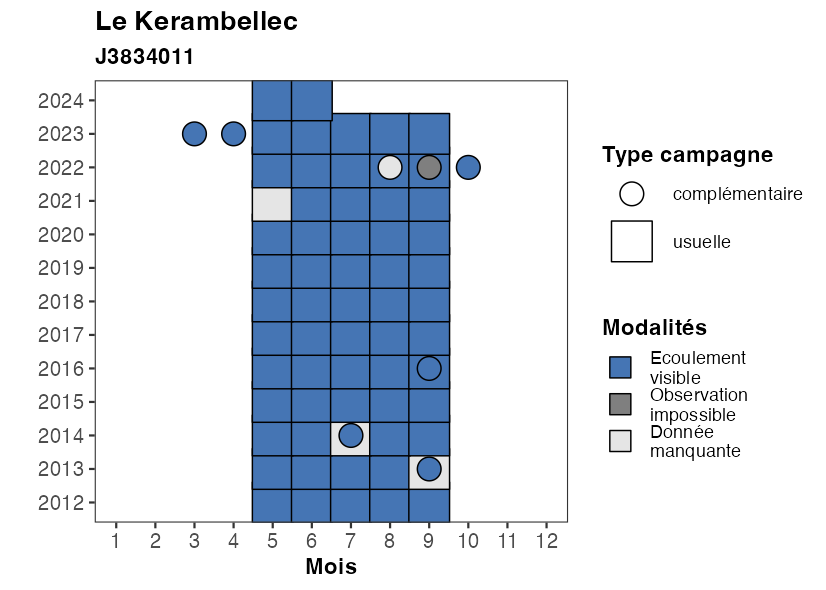 Le Kerambellec
J3834011
2024
2023
2022
2021
2020
2019
2018
2017
2016
2015
2014
2013
2012
1 2 3 4 5 6 7 8 9 10 11 12
Mois
Type campagne
complémentaire
usuelle
Modalités
Ecoulement
visible
Observation
impossible
Donnée
manquante